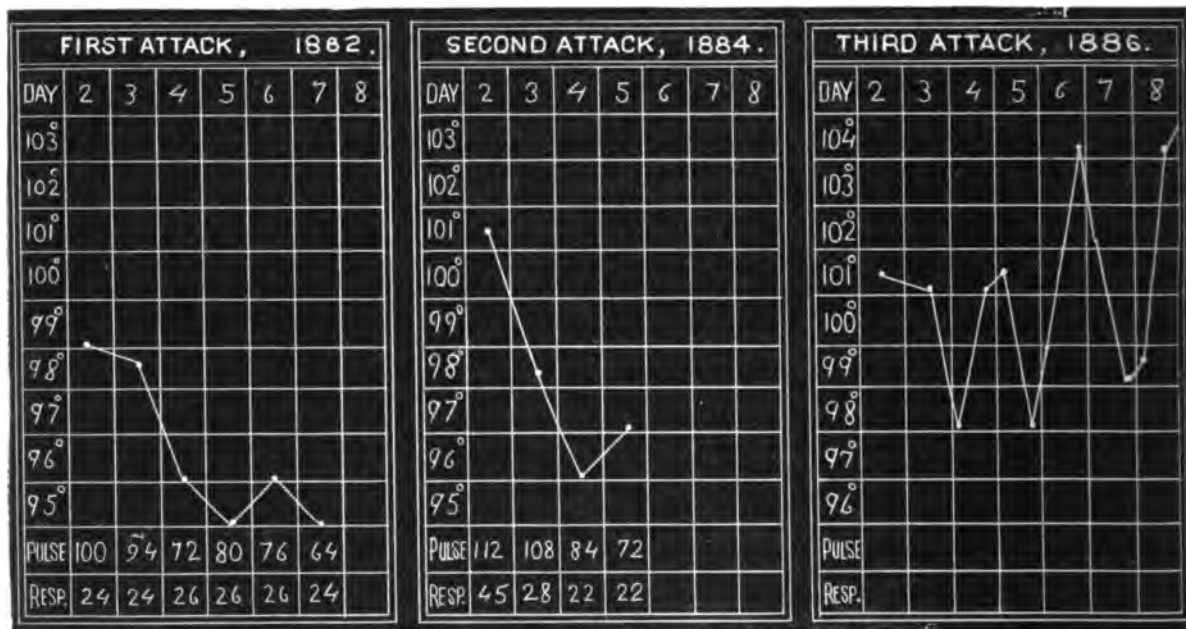 FIRST ATTACK, 1882.
DAY 2 3 4 5 6 7 8
103°
102°
101°
100°
99°
98°
97°
96°
95°
PULSE 100 94 72 80 76 64
RESP. 24 24 26 26 26 24
SECOND ATTACK, 1884.
DAY 2 3 4 5 6 7 8
103°
102°
101°
100°
99°
98°
97°
96°
95°
PULSE 112 108 84 72
RESP. 45 28 22 22
THIRD ATTACK, 1886.
DAY 2 3 4 5 6 7 8
104°
103°
102°
101°
100°
99°
98°
97°
96°
PULSE
RESP.